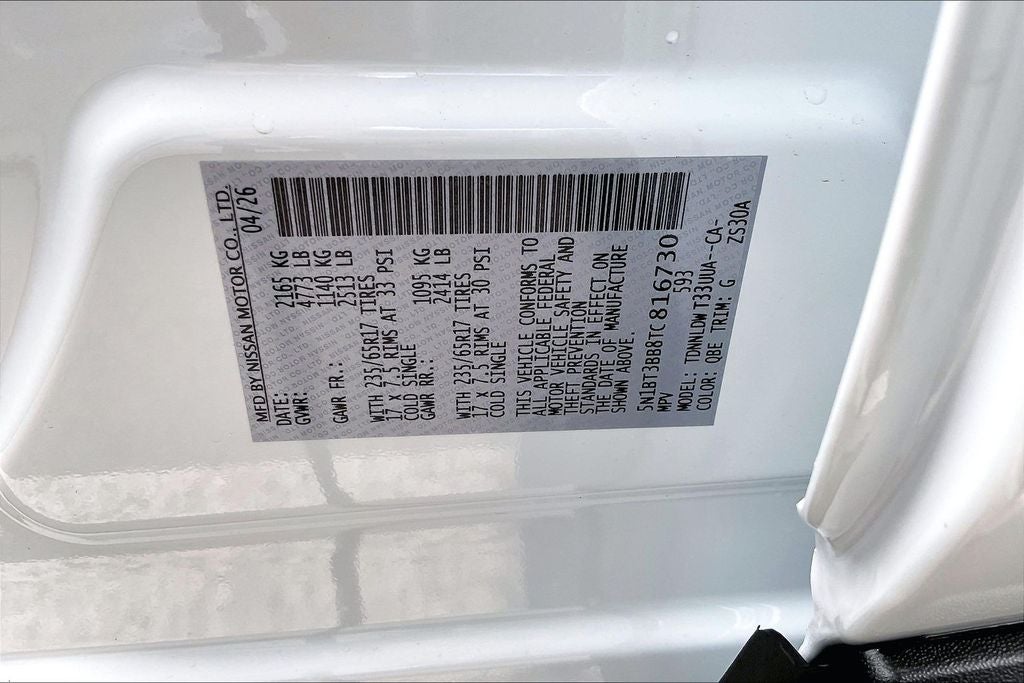 MFD BY NISSAN MOTOR CO., LTD.
DATE: 04/26
GVWR: 2165 KG
4773 LB
GAWR FR.: 1140 KG
2513 LB
WITH 235/65R17 TIRES
17 x 7.5 RIMS AT 33 PSI
COLD SINGLE
GAWR RR.: 1095 KG
2414 LB
WITH 235/65R17 TIRES
17 x 7.5 RIMS AT 30 PSI
COLD SINGLE
THIS VEHICLE CONFORMS TO
ALL APPLICABLE FEDERAL
MOTOR VEHICLE SAFETY AND
THEFT PREVENTION
STANDARDS IN EFFECT ON
THE DATE OF MANUFACTURE
SHOWN ABOVE.
5N1BT3BB8TC816730
MPV 593
MODEL: TDNNLDW T33UUA--CA-
COLOR: QBE TRIM: G ZS30A